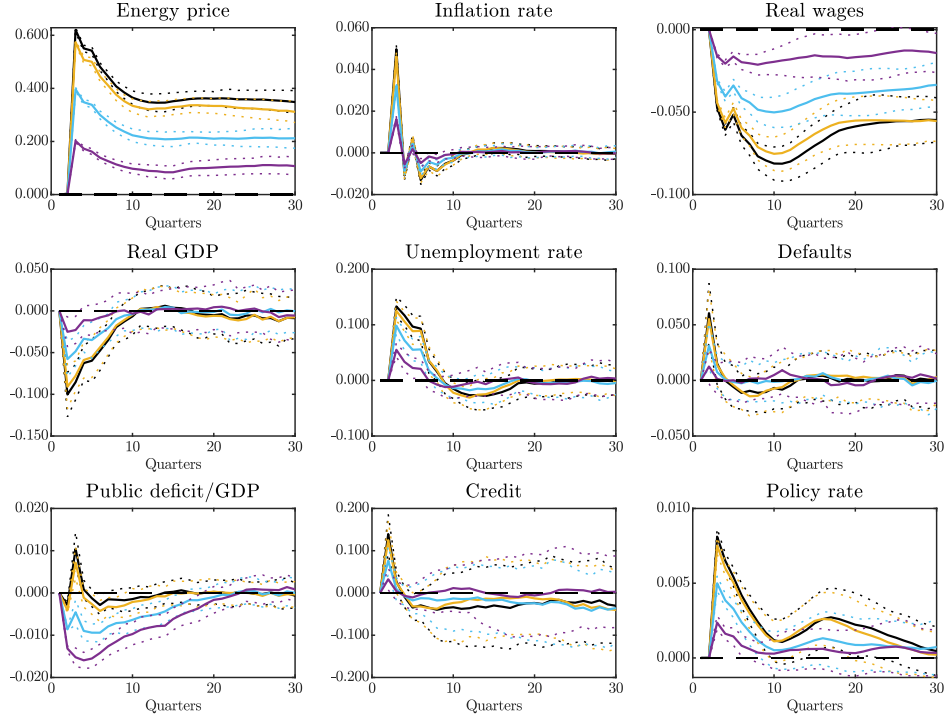 Energy price
0.600
0.400
0.200
0.000
0 10 20 30
Quarters
Inflation rate
0.060
0.040
0.020
0.000
-0.020
0 10 20 30
Quarters
Real wages
0.000
-0.050
-0.100
0 10 20 30
Quarters
Real GDP
0.050
0.000
-0.050
-0.100
-0.150
0 10 20 30
Quarters
Unemployment rate
0.200
0.100
0.000
-0.100
0 10 20 30
Quarters
Defaults
0.100
0.050
0.000
-0.050
0 10 20 30
Quarters
Public deficit/GDP
0.020
0.010
0.000
-0.010
-0.020
0 10 20 30
Quarters
Credit
0.200
0.100
0.000
-0.100
-0.200
0 10 20 30
Quarters
Policy rate
0.010
0.005
0.000
0 10 20 30
Quarters